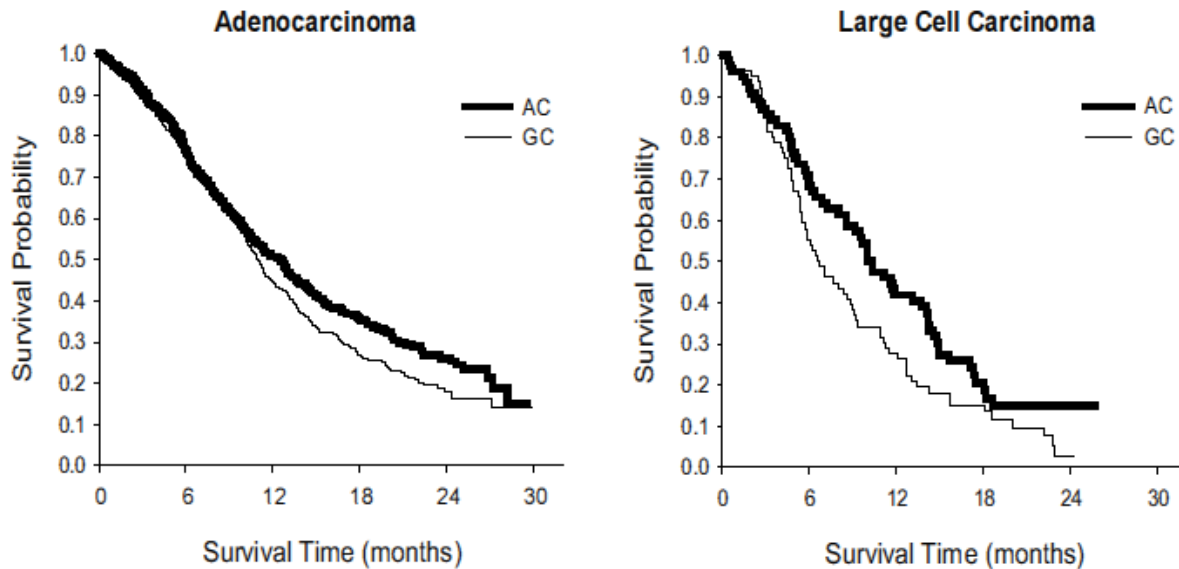 Adenocarcinoma
1.0
0.9
0.8
0.7
0.6
0.5
0.4
0.3
0.2
0.1
0.0
Survival Probability
AC
GC
0 6 12 18 24 30
Survival Time (months)
Large Cell Carcinoma
1.0
0.9
0.8
0.7
0.6
0.5
0.4
0.3
0.2
0.1
0.0
Survival Probability
AC
GC
0 6 12 18 24 30
Survival Time (months)